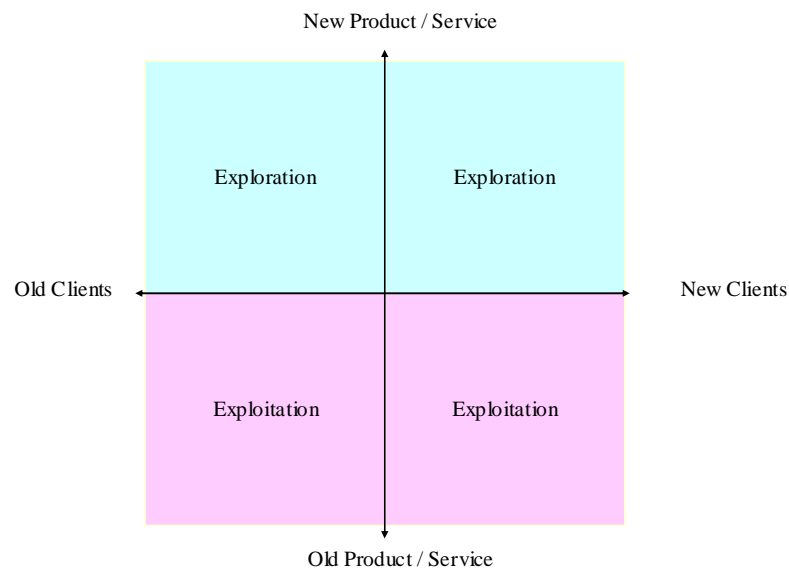 New Product / Service
Exploration Exploration
Old Clients New Clients
Exploitation Exploitation
Old Product / Service